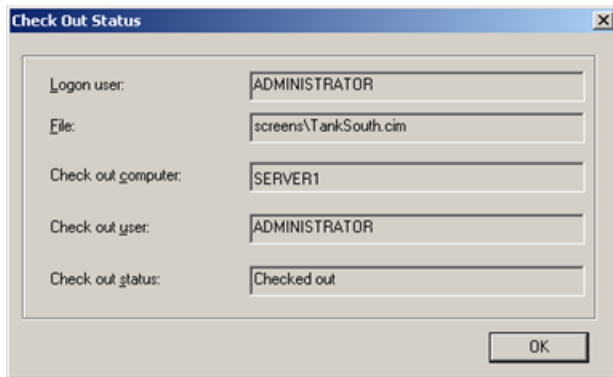 Check Out Status
Logon user: ADMINISTRATOR
File: screens\TankSouth.cim
Check out computer: SERVER1
Check out user: ADMINISTRATOR
Check out status: Checked out
OK